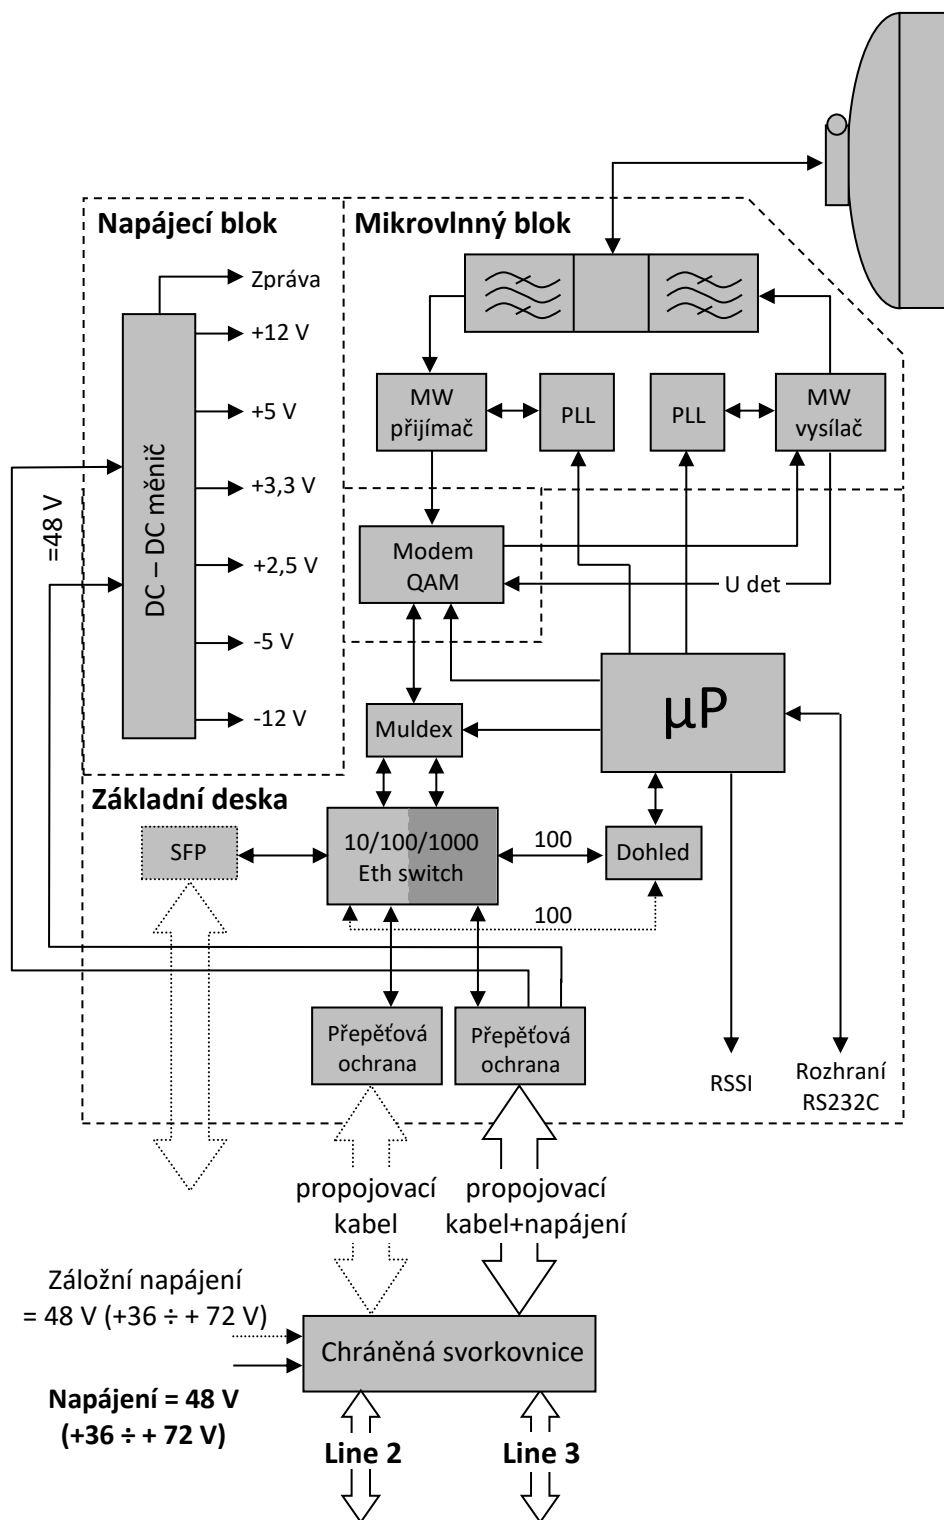 Napájecí blok
Mikrovlnný blok
Zpráva
+12 V
+5 V
+3,3 V
+2,5 V
-5 V
-12 V
DC – DC měnič
=48 V
MW
přijímač
PLL
PLL
MW
vysílač
Modem
QAM
U det
µP
Muldex
Základní deska
SFP
10/100/1000
Eth switch
100
Dohled
100
Přepěťová
ochrana
Přepěťová
ochrana
RSSI
Rozhraní
RS232C
propojovací
kabel
propojovací
kabel+napájení
Záložní napájení
= 48 V (+36 ÷ + 72 V)
Chráněná svorkovnice
Napájení = 48 V
(+36 ÷ + 72 V)
Line 2
Line 3